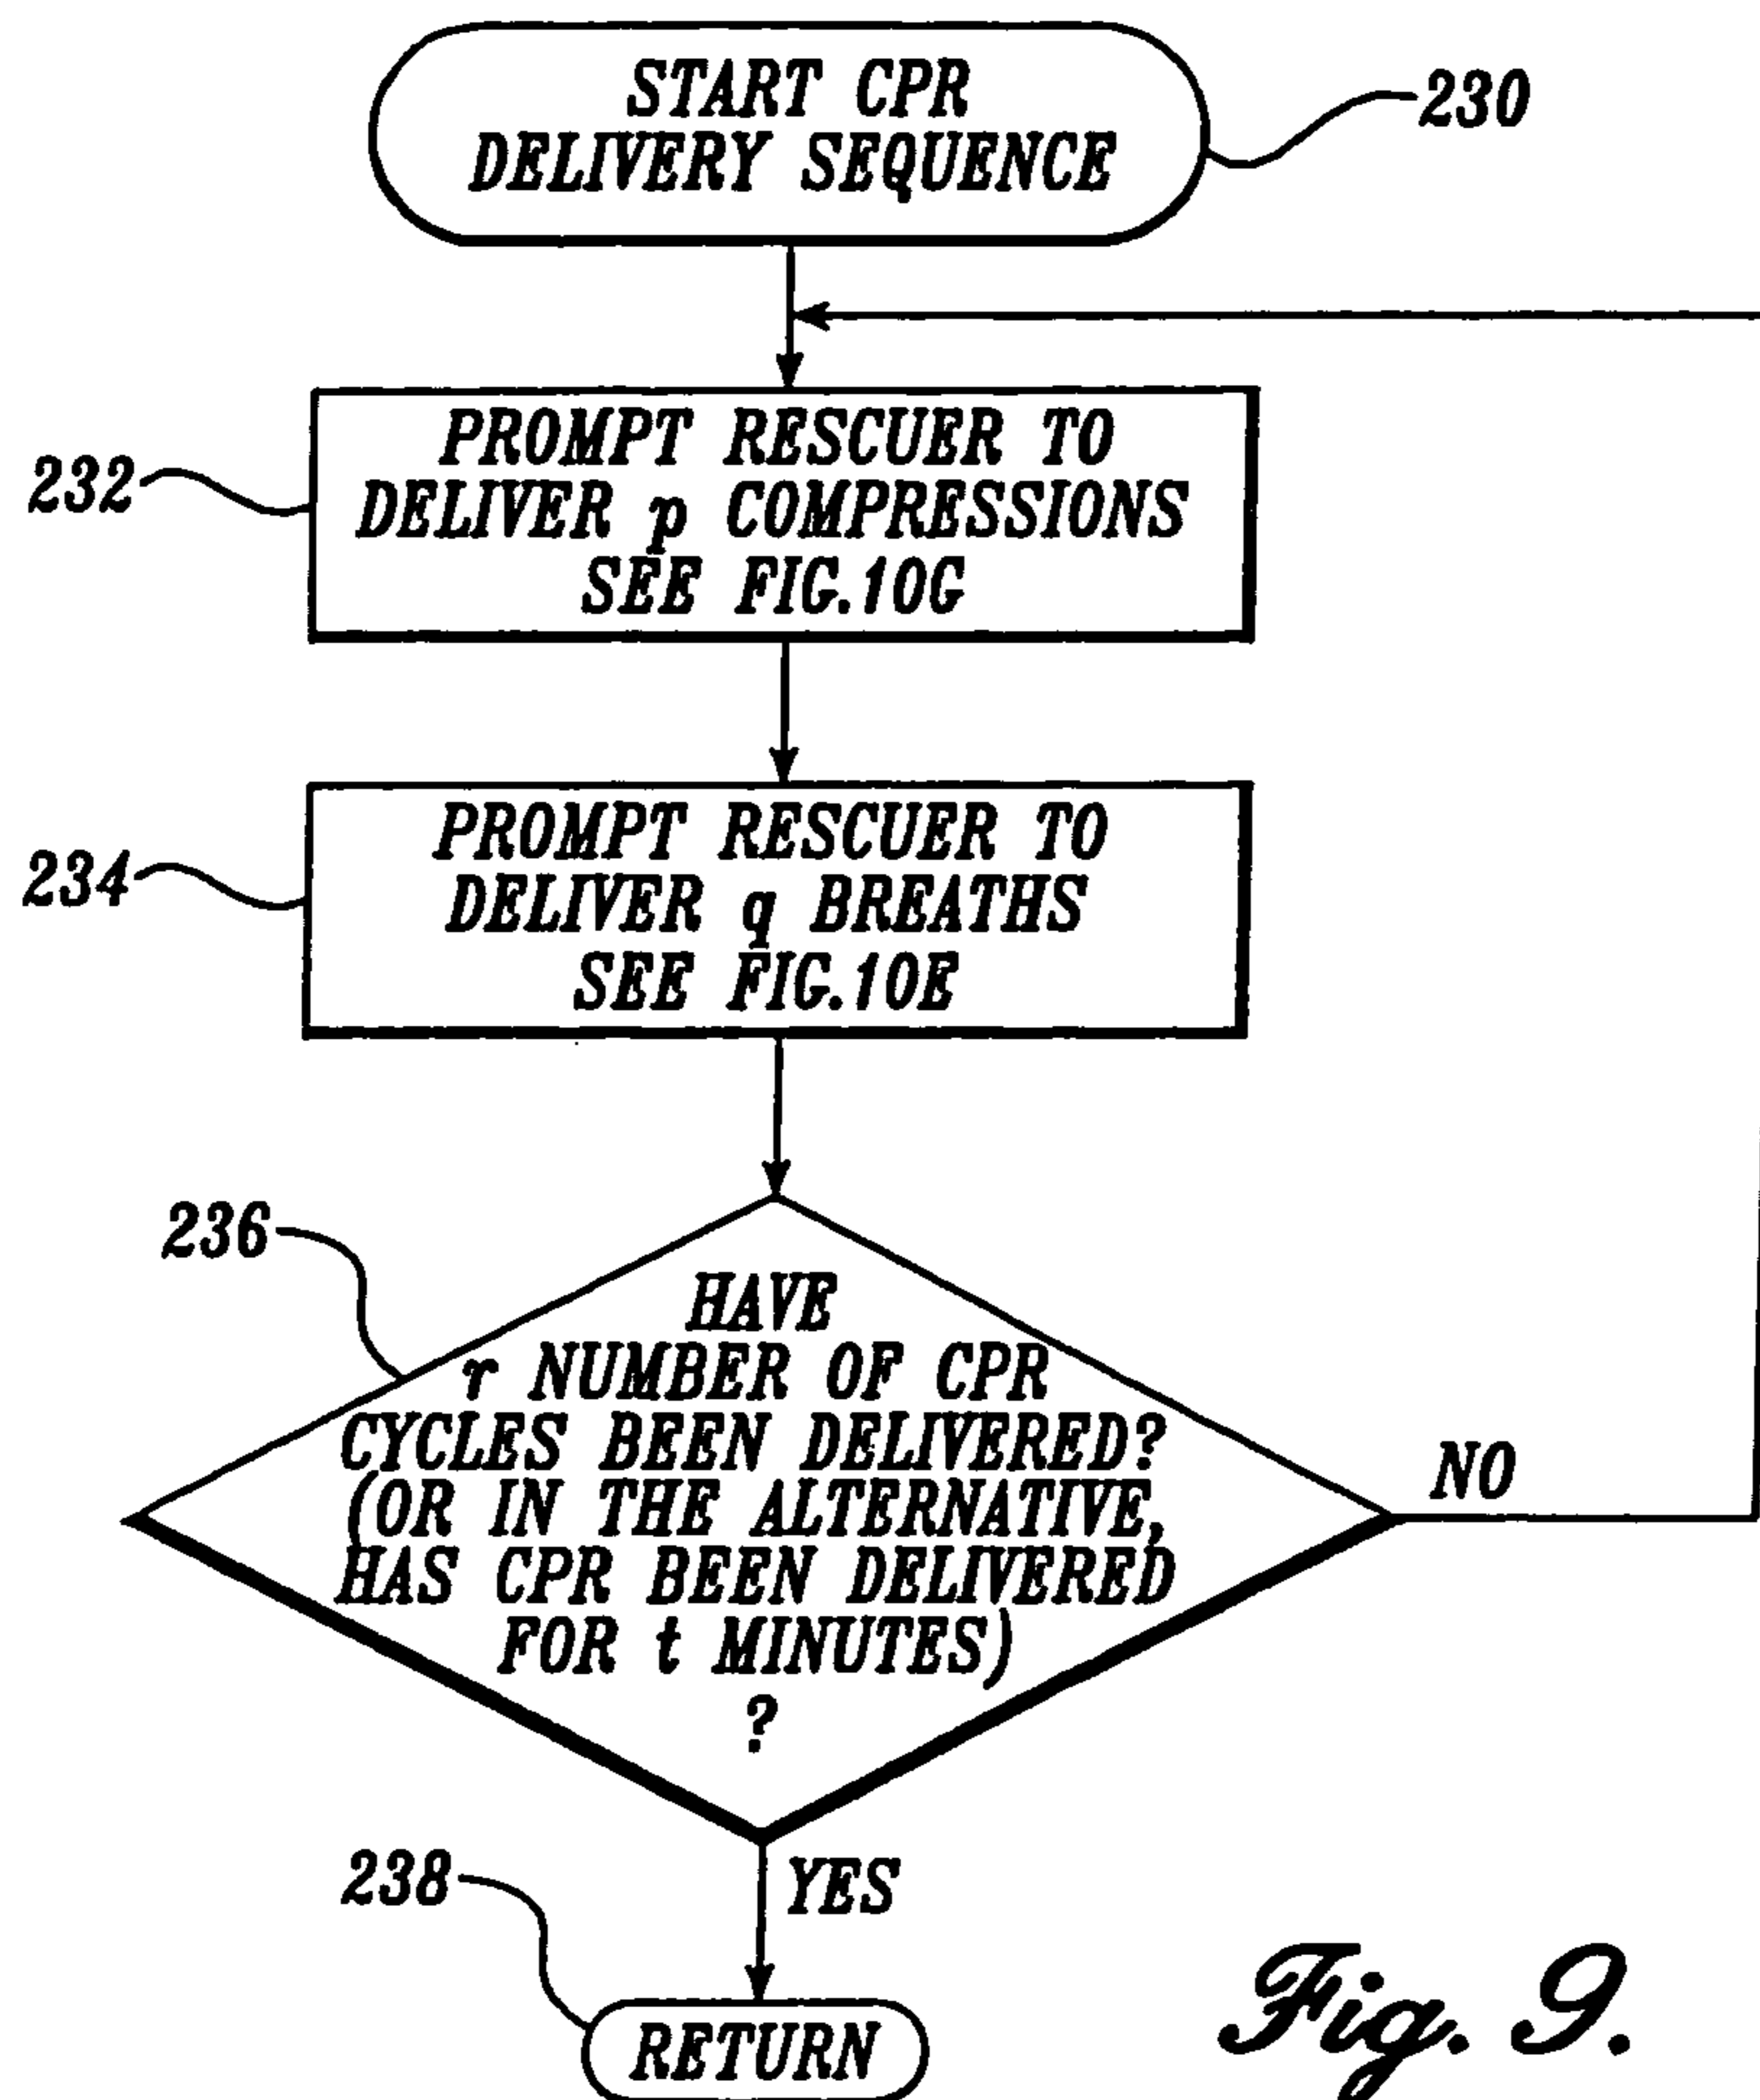 START CPR
DELIVERY SEQUENCE
230
PROMPT RESCUER TO
DELIVER p COMPRESSIONS
SEE FIG.10G
232
PROMPT RESCUER TO
DELIVER q BREATHS
SEE FIG.10E
234
236
HAVE
r NUMBER OF CPR
CYCLES BEEN DELIVERED?
(OR IN THE ALTERNATIVE,
HAS CPR BEEN DELIVERED
FOR t MINUTES)
?
NO
YES
238
RETURN
Fig. 9.